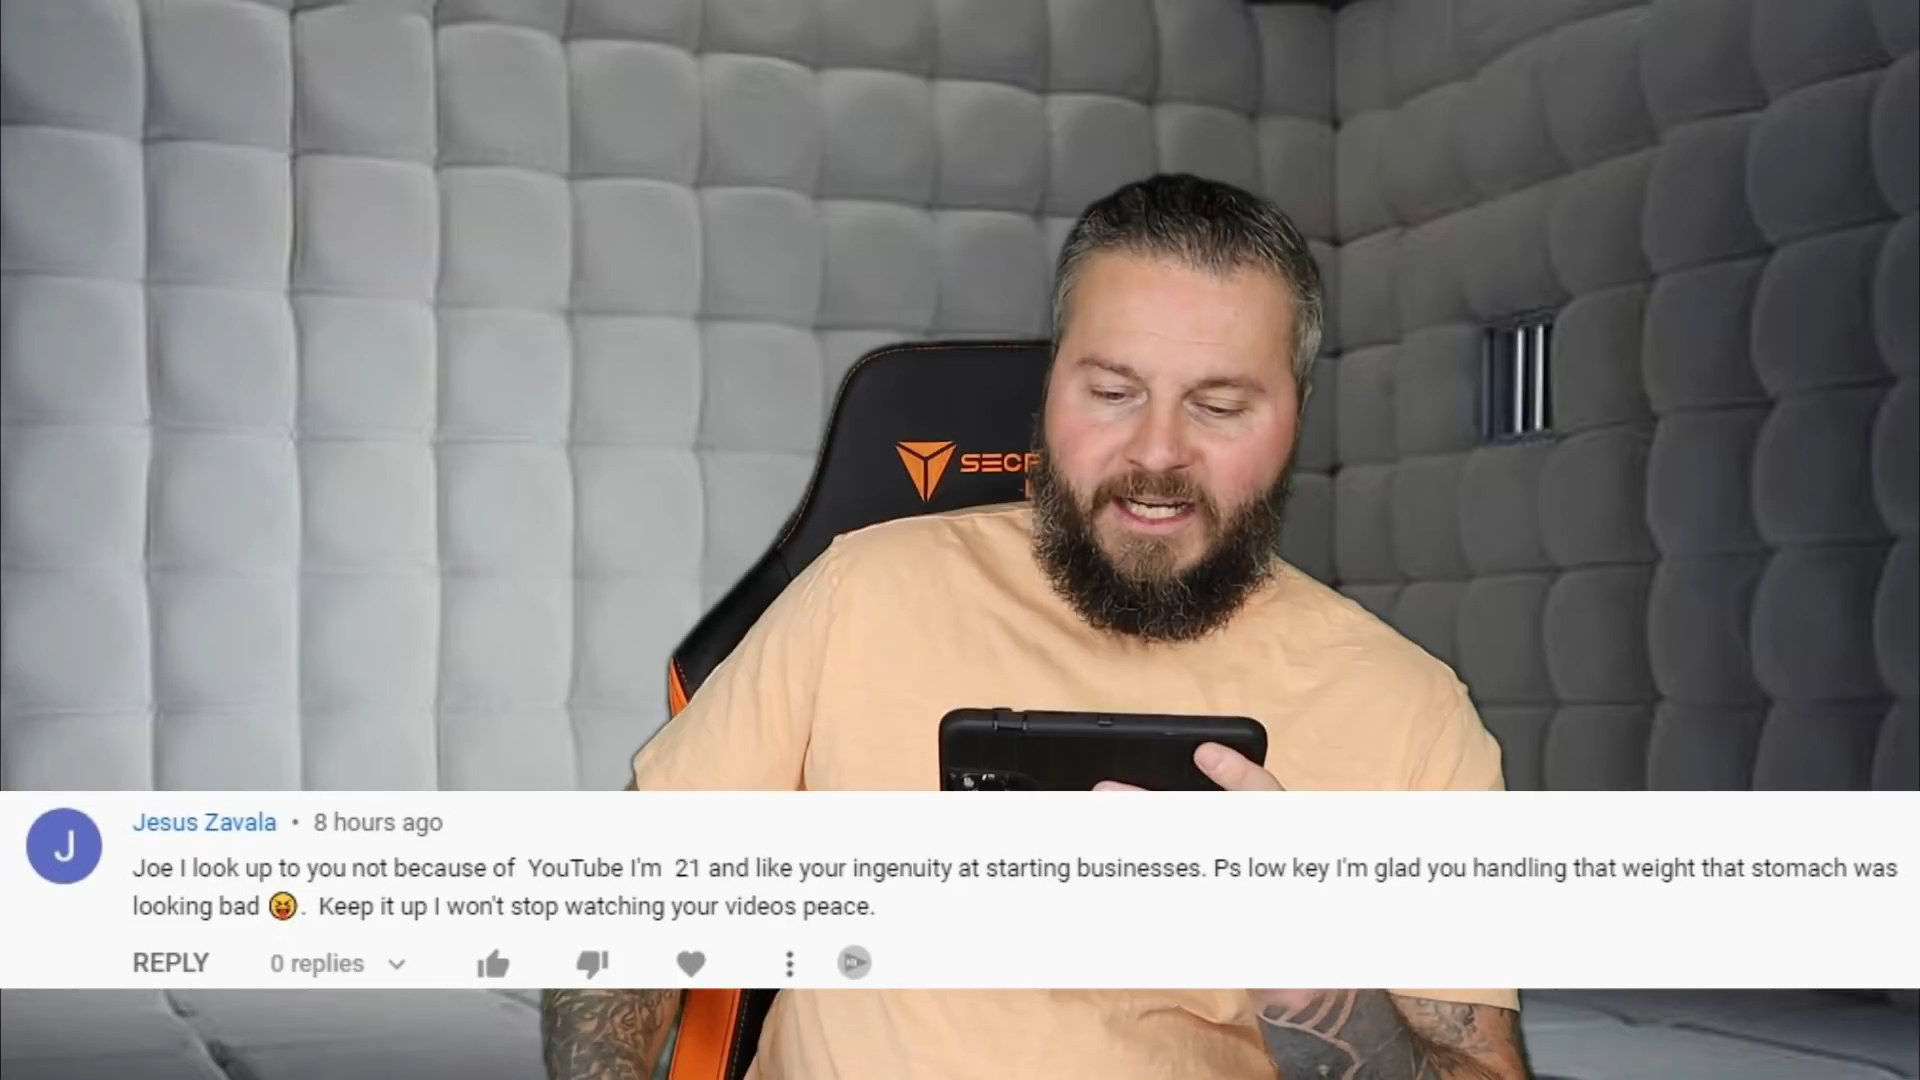 SECR
Jesus Zavala • 8 hours ago
Joe I look up to you not because of YouTube I'm 21 and like your ingenuity at starting businesses. Ps low key I'm glad you handling that weight that stomach was
looking bad 😝. Keep it up I won't stop watching your videos peace.
REPLY 0 replies
J